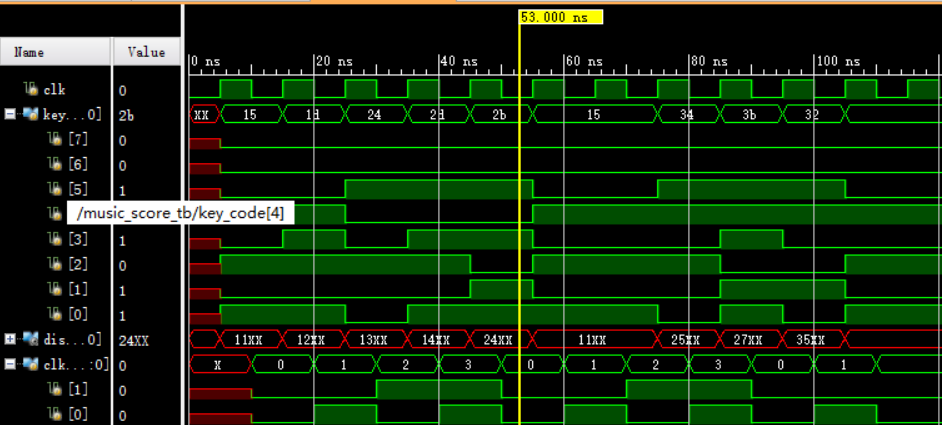 53.000 ns
Name Value
0 ns 20 ns 40 ns 60 ns 80 ns 100 ns
clk 0
key...0] 2b XX 15 1d 24 2d 2b 15 34 3b 32
[7] 0
[6] 0
[5] 1
/music_score_tb/key_code[4]
[3] 1
[2] 0
[1] 1
[0] 1
dis...0] 24XX 11XX 12XX 13XX 14XX 24XX 11XX 25XX 27XX 35XX
clk...:0] 0 X 0 1 2 3 0 1 2 3 0 1
[1] 0
[0] 0